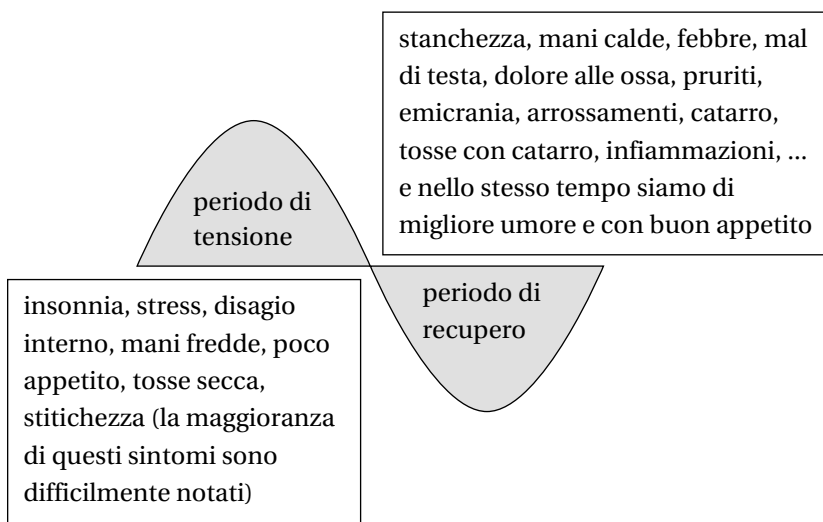 stanchezza, mani calde, febbre, mal
di testa, dolore alle ossa, pruriti,
emicrania, arrossamenti, catarro,
tosse con catarro, infiammazioni, ...
e nello stesso tempo siamo di
migliore umore e con buon appetito
periodo di
tensione
periodo di
recupero
insonnia, stress, disagio
interno, mani fredde, poco
appetito, tosse secca,
stitichezza (la maggioranza
di questi sintomi sono
difficilmente notati)